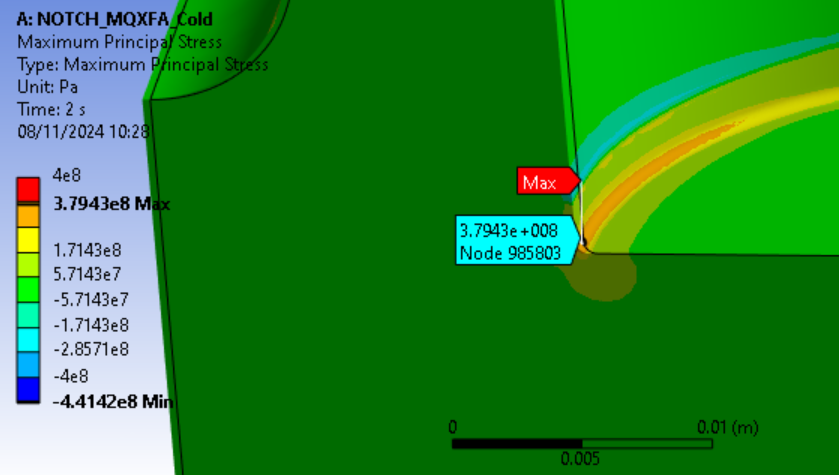 A: NOTCH_MQXFA_Cold
Maximum Principal Stress
Type: Maximum Principal Stress
Unit: Pa
Time: 2 s
08/11/2024 10:28
4e8
3.7943e8 Max
1.7143e8
5.7143e7
-5.7143e7
-1.7143e8
-2.8571e8
-4e8
-4.4142e8 Min
Max
3.7943e+008
Node 985803
0
0.01 (m)
0.005